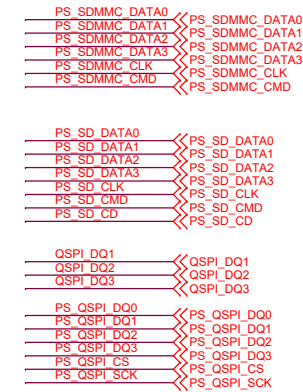 PS_SDMMC_DATA0 PS_SDMMC_DATA0
PS_SDMMC_DATA1 PS_SDMMC_DATA1
PS_SDMMC_DATA2 PS_SDMMC_DATA2
PS_SDMMC_DATA3 PS_SDMMC_DATA3
PS_SDMMC_CLK PS_SDMMC_CLK
PS_SDMMC_CMD PS_SDMMC_CMD
PS_SD_DATA0 PS_SD_DATA0
PS_SD_DATA1 PS_SD_DATA1
PS_SD_DATA2 PS_SD_DATA2
PS_SD_DATA3 PS_SD_DATA3
PS_SD_CLK PS_SD_CLK
PS_SD_CMD PS_SD_CMD
PS_SD_CD PS_SD_CD
QSPI_DQ1 QSPI_DQ1
QSPI_DQ2 QSPI_DQ2
QSPI_DQ3 QSPI_DQ3
PS_QSPI_DQ0 PS_QSPI_DQ0
PS_QSPI_DQ1 PS_QSPI_DQ1
PS_QSPI_DQ2 PS_QSPI_DQ2
PS_QSPI_DQ3 PS_QSPI_DQ3
PS_QSPI_CS PS_QSPI_CS
PS_QSPI_SCK PS_QSPI_SCK